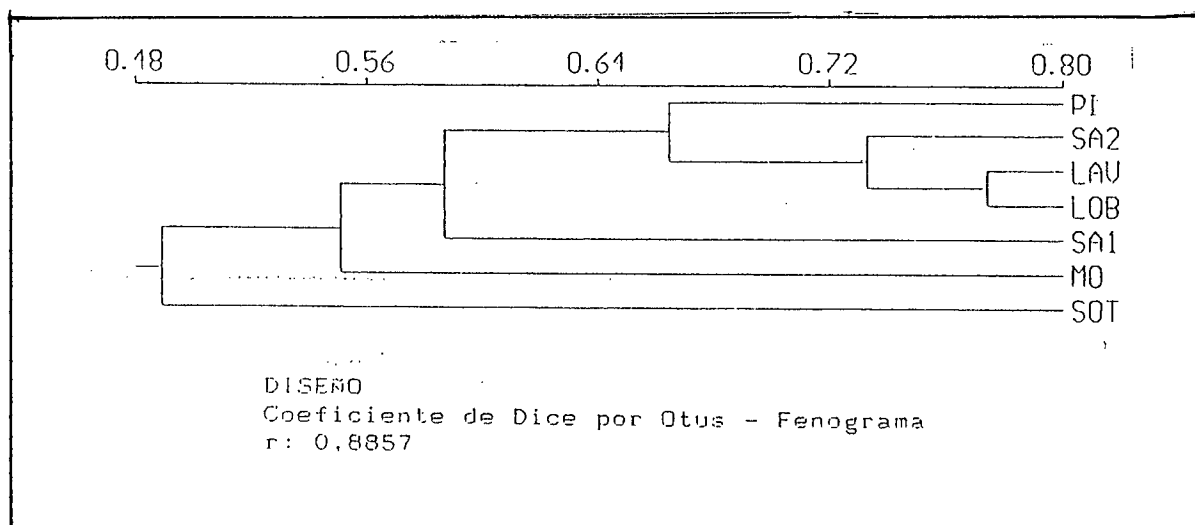 0.48 0.56 0.64 0.72 0.80
PI
SA2
LAV
LOB
SA1
MO
SOT
DISEÑO
Coeficiente de Dice por Otus - Fenograma
r: 0,8857